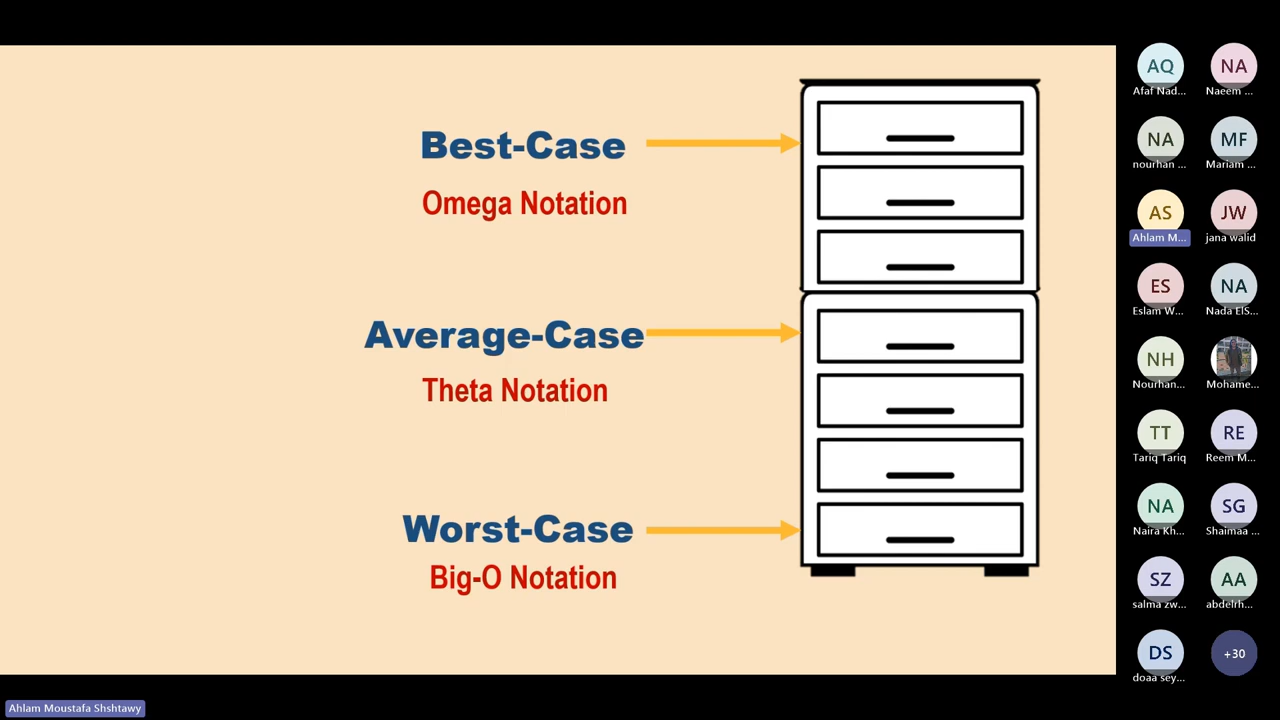 Best-Case
Omega Notation
Average-Case
Theta Notation
Worst-Case
Big-O Notation
AQ NA
Afaf Nad... Naeem ...
NA MF
nourhan ... Mariam ...
AS JW
Ahlam M... jana walid
ES NA
Eslam W... Nada ElS...
NH
Nourhan... Mohame...
TT RE
Tariq Tariq Reem M...
NA SG
Naira Kh... Shaimaa ...
SZ AA
salma zw... abdelrh...
DS +30
doaa sey...
Ahlam Moustafa Shshtawy